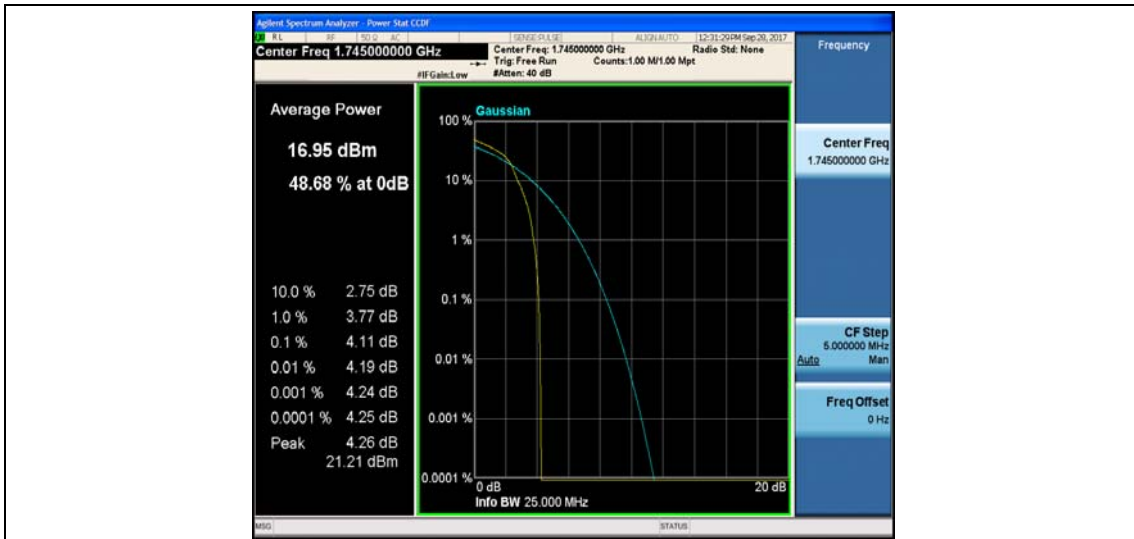 Agilent Spectrum Analyzer - Power Stat CCDF
RL RF 50 Ω AC SENSE:PULSE ALIGN AUTO 12:31:29 PM Sep 28, 2017
Center Freq 1.745000000 GHz
Center Freq: 1.745000000 GHz Radio Std: None
Trig: Free Run Counts:1.00 M/1.00 Mpt
#IFGain:Low #Atten: 40 dB
Frequency
Average Power
16.95 dBm
48.68 % at 0dB
10.0 % 2.75 dB
1.0 % 3.77 dB
0.1 % 4.11 dB
0.01 % 4.19 dB
0.001 % 4.24 dB
0.0001 % 4.25 dB
Peak 4.26 dB
21.21 dBm
Gaussian
100 %
10 %
1 %
0.1 %
0.01 %
0.001 %
0.0001 %
0 dB 20 dB
Info BW 25.000 MHz
Center Freq
1.745000000 GHz
CF Step
5.000000 MHz
Auto Man
Freq Offset
0 Hz
MSG STATUS